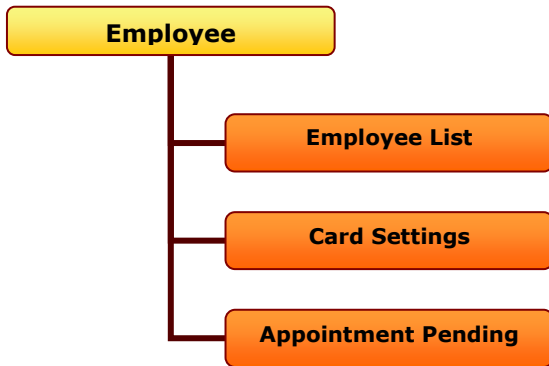 Employee
Employee List
Card Settings
Appointment Pending